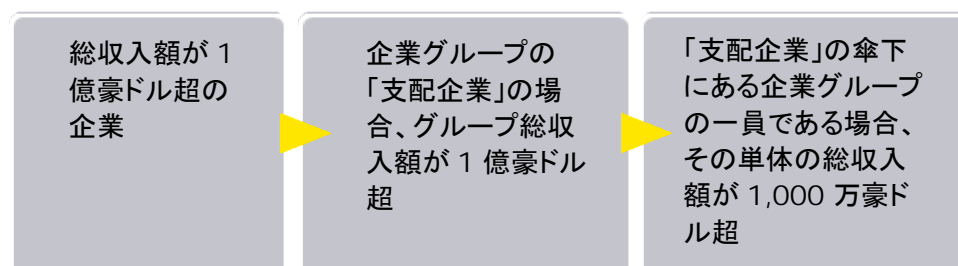 総収入額が 1
億豪ドル超の
企業
企業グループの
「支配企業」の場
合、グループ総収
入額が 1 億豪ドル
超
「支配企業」の傘下
にある企業グループ
の一員である場合、
その単体の総収入
額が 1,000 万豪ド
ル超